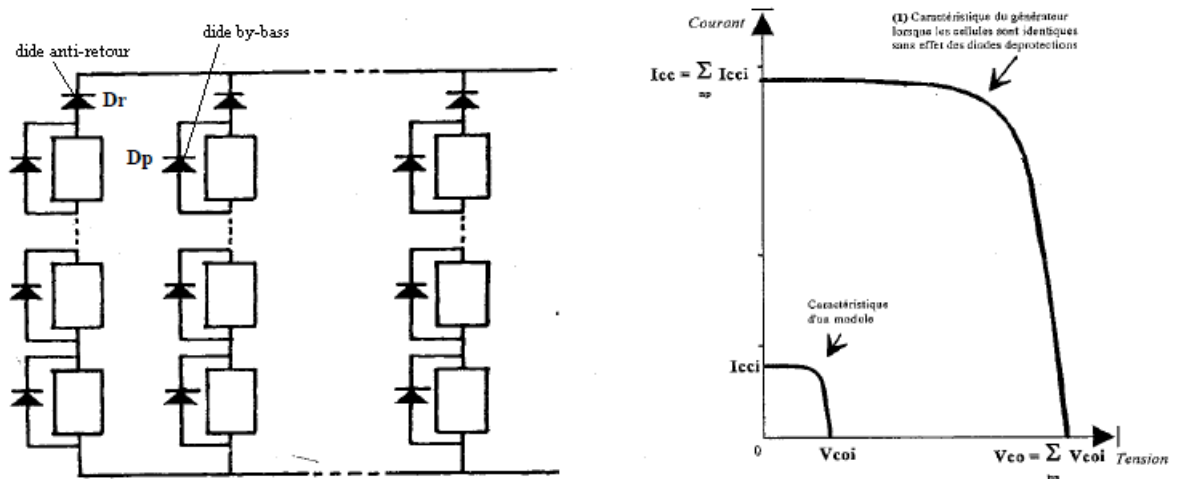 dide by-bass
dide anti-retour
Dr
Dp
Courant
(1) Caractéristique du générateur
lorsque les cellules sont identiques
sans effet des diodes deprotections
Icc = ∑ Icci
np
Caractéristique
d'un module
Icci
0
Vcoi
Vco = ∑ Vcoi
Tension